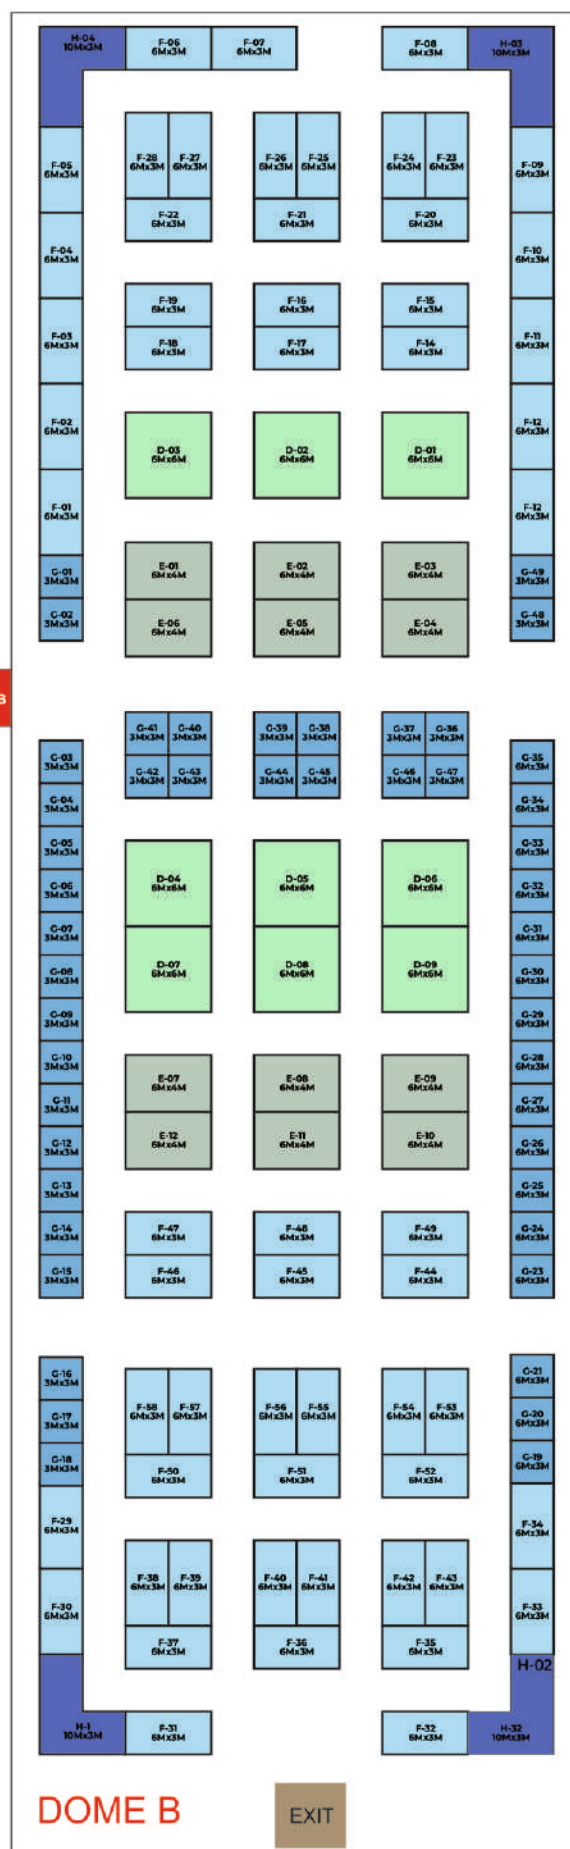 H-04
10Mx3M
F-06
6Mx3M
F-07
6Mx3M
F-08
6Mx3M
H-03
10Mx3M
F-05
6Mx3M
F-28
6Mx3M
F-27
6Mx3M
F-26
6Mx3M
F-25
6Mx3M
F-24
6Mx3M
F-23
6Mx3M
F-09
6Mx3M
F-22
6Mx3M
F-21
6Mx3M
F-20
6Mx3M
F-04
6Mx3M
F-10
6Mx3M
F-19
6Mx3M
F-16
6Mx3M
F-15
6Mx3M
F-03
6Mx3M
F-18
6Mx3M
F-17
6Mx3M
F-14
6Mx3M
F-11
6Mx3M
F-02
6Mx3M
D-03
6Mx6M
D-02
6Mx6M
D-01
6Mx6M
F-12
6Mx3M
F-01
6Mx3M
F-12
6Mx3M
G-01
3Mx3M
E-01
6Mx4M
E-02
6Mx4M
E-03
6Mx4M
G-49
3Mx3M
G-02
3Mx3M
E-06
6Mx4M
E-05
6Mx4M
E-04
6Mx4M
G-48
3Mx3M
B
G-41
3Mx3M
G-40
3Mx3M
G-39
3Mx3M
G-38
3Mx3M
G-37
3Mx3M
G-36
3Mx3M
G-03
3Mx3M
G-42
3Mx3M
G-43
3Mx3M
G-44
3Mx3M
G-45
3Mx3M
G-46
3Mx3M
G-47
3Mx3M
G-35
6Mx3M
G-04
3Mx3M
G-34
6Mx3M
G-05
3Mx3M
G-33
6Mx3M
G-06
3Mx3M
D-04
6Mx6M
D-05
6Mx6M
D-06
6Mx6M
G-32
6Mx3M
G-07
3Mx3M
G-31
6Mx3M
G-08
3Mx3M
D-07
6Mx6M
D-08
6Mx6M
D-09
6Mx6M
G-30
6Mx3M
G-09
3Mx3M
G-29
6Mx3M
G-10
3Mx3M
G-28
6Mx3M
E-07
6Mx4M
E-08
6Mx4M
E-09
6Mx4M
G-11
3Mx3M
G-27
6Mx3M
G-12
3Mx3M
E-12
6Mx4M
E-11
6Mx4M
E-10
6Mx4M
G-26
6Mx3M
G-13
3Mx3M
G-25
6Mx3M
G-14
3Mx3M
F-47
6Mx3M
F-48
6Mx3M
F-49
6Mx3M
G-24
6Mx3M
G-15
3Mx3M
F-46
6Mx3M
F-45
6Mx3M
F-44
6Mx3M
G-23
6Mx3M
G-16
3Mx3M
G-21
6Mx3M
G-17
3Mx3M
F-58
6Mx3M
F-57
6Mx3M
F-56
6Mx3M
F-55
6Mx3M
F-54
6Mx3M
F-53
6Mx3M
G-20
6Mx3M
G-18
3Mx3M
F-50
6Mx3M
F-51
6Mx3M
F-52
6Mx3M
G-19
6Mx3M
F-29
6Mx3M
F-34
6Mx3M
F-38
6Mx3M
F-39
6Mx3M
F-40
6Mx3M
F-41
6Mx3M
F-42
6Mx3M
F-43
6Mx3M
F-30
6Mx3M
F-33
6Mx3M
F-37
6Mx3M
F-36
6Mx3M
F-35
6Mx3M
H-02
H-1
10Mx3M
F-31
6Mx3M
F-32
6Mx3M
H-32
10Mx3M
DOME B
EXIT